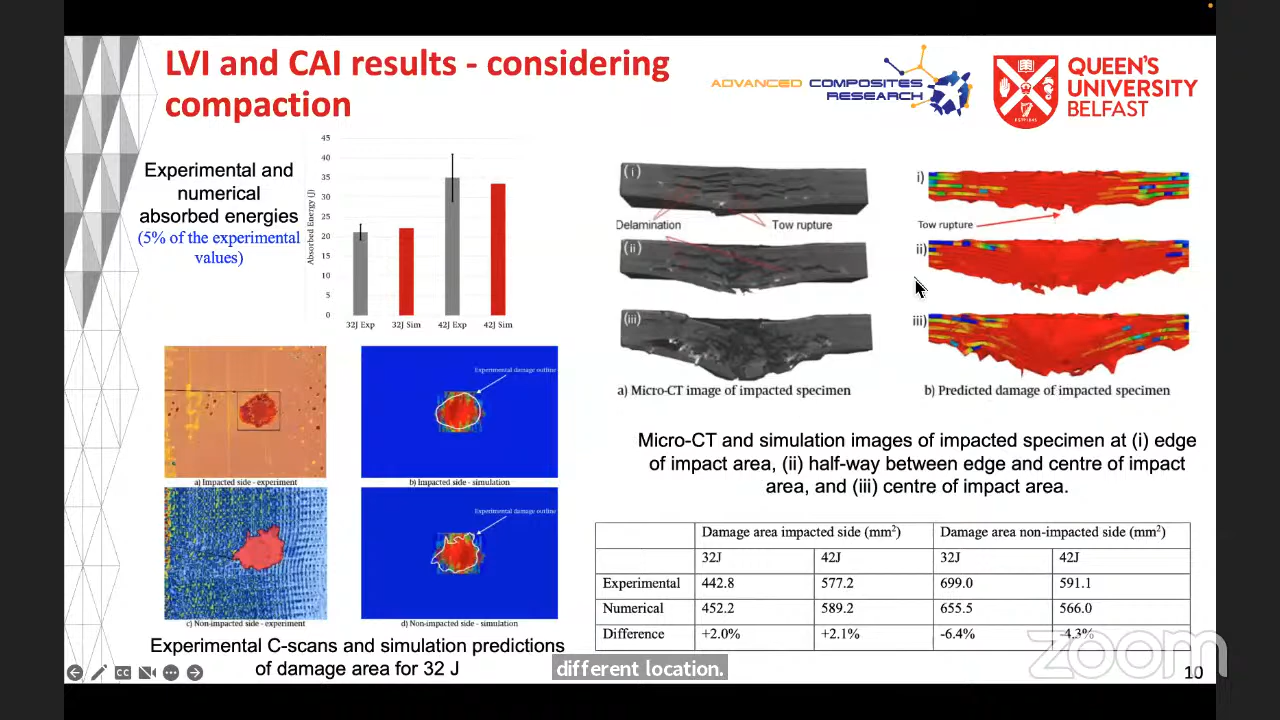 LVI and CAI results - considering
compaction
ADVANCED COMPOSITES
RESEARCH
QUEEN'S
UNIVERSITY
BELFAST
Experimental and
numerical
absorbed energies
(5% of the experimental
values)
Absorbed Energy (J)
45
40
35
30
25
20
15
10
5
0
32J Exp 32J Sim 42J Exp 42J Sim
(i)
Delamination Tow rupture
(ii)
(iii)
a) Micro-CT image of impacted specimen
i)
Tow rupture
ii)
iii)
b) Predicted damage of impacted specimen
Experimental damage outline
a) Impacted side - experiment
b) Impacted side - simulation
Experimental damage outline
c) Non-impacted side - experiment
d) Non-impacted side - simulation
Experimental C-scans and simulation predictions
of damage area for 32 J
Micro-CT and simulation images of impacted specimen at (i) edge
of impact area, (ii) half-way between edge and centre of impact
area, and (iii) centre of impact area.
Damage area impacted side (mm²) Damage area non-impacted side (mm²)
32J 42J 32J 42J
Experimental 442.8 577.2 699.0 591.1
Numerical 452.2 589.2 655.5 566.0
Difference +2.0% +2.1% -6.4% -4.3%
zoom
CC
different location.
10